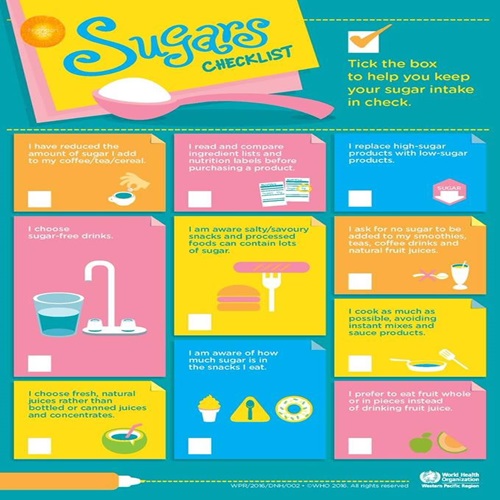 Sugars
CHECKLIST
Tick the box
to help you keep
your sugar intake
in check.
I have reduced the
amount of sugar I add
to my coffee/tea/cereal.
I read and compare
ingredient lists and
nutrition labels before
purchasing a product.
I replace high-sugar
products with low-sugar
products.
SUGAR
I choose
sugar-free drinks.
I am aware salty/savoury
snacks and processed
foods can contain lots
of sugar.
I ask for no sugar to be
added to my smoothies,
teas, coffee drinks and
natural fruit juices.
I cook as much as
possible, avoiding
instant mixes and
sauce products.
I am aware of how
much sugar is in
the snacks I eat.
I choose fresh, natural
juices rather than
bottled or canned juices
and concentrates.
I prefer to eat fruit whole
or in pieces instead
of drinking fruit juice.
WPR/2016/DNH/002 • ©WHO 2016. All rights reserved
World Health
Organization
Western Pacific Region